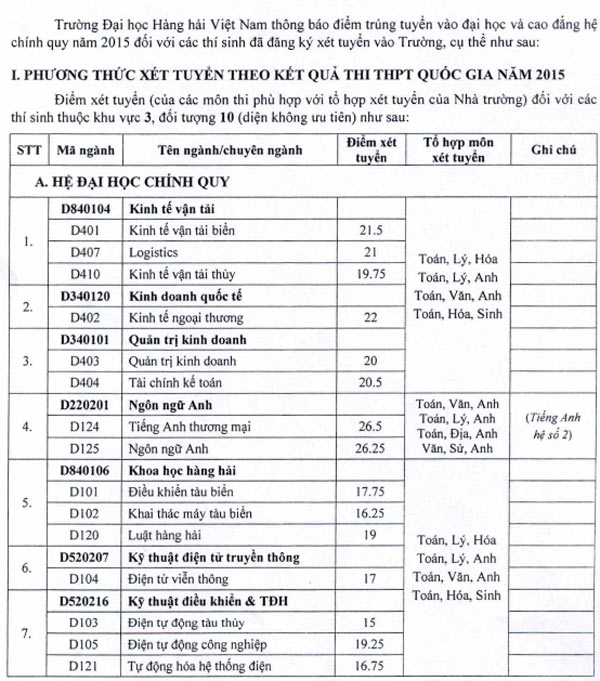 Trường Đại học Hàng hải Việt Nam thông báo điểm trúng tuyển vào đại học và cao đẳng hệ
chính quy năm 2015 đối với các thí sinh đã đăng ký xét tuyển vào Trường, cụ thể như sau:
I. PHƯƠNG THỨC XÉT TUYỂN THEO KẾT QUẢ THI THPT QUỐC GIA NĂM 2015
Điểm xét tuyển (của các môn thi phù hợp với tổ hợp xét tuyển của Nhà trường) đối với các
thí sinh thuộc khu vực 3, đối tượng 10 (diện không ưu tiên) như sau:
STT Mã ngành Tên ngành/chuyên ngành Điểm xét tuyển Tổ hợp môn xét tuyển Ghi chú
A. HỆ ĐẠI HỌC CHÍNH QUY
1.
D840104 Kinh tế vận tải
D401 Kinh tế vận tải biển 21.5
D407 Logistics 21
D410 Kinh tế vận tải thủy 19.75
2.
D340120 Kinh doanh quốc tế
D402 Kinh tế ngoại thương 22
3.
D340101 Quản trị kinh doanh
D403 Quản trị kinh doanh 20
D404 Tài chính kế toán 20.5
Toán, Lý, Hóa
Toán, Lý, Anh
Toán, Văn, Anh
Toán, Hóa, Sinh
4.
D220201 Ngôn ngữ Anh
D124 Tiếng Anh thương mại 26.5
D125 Ngôn ngữ Anh 26.25
Toán, Văn, Anh
Toán, Lý, Anh
Toán, Địa, Anh
Văn, Sử, Anh
(Tiếng Anh
hệ số 2)
5.
D840106 Khoa học hàng hải
D101 Điều khiển tàu biển 17.75
D102 Khai thác máy tàu biển 16.25
D120 Luật hàng hải 19
6.
D520207 Kỹ thuật điện tử truyền thông
D104 Điện tử viễn thông 17
7.
D520216 Kỹ thuật điều khiển & TĐH
D103 Điện tự động tàu thủy 15
D105 Điện tự động công nghiệp 19.25
D121 Tự động hóa hệ thống điện 16.75
Toán, Lý, Hóa
Toán, Lý, Anh
Toán, Văn, Anh
Toán, Hóa, Sinh